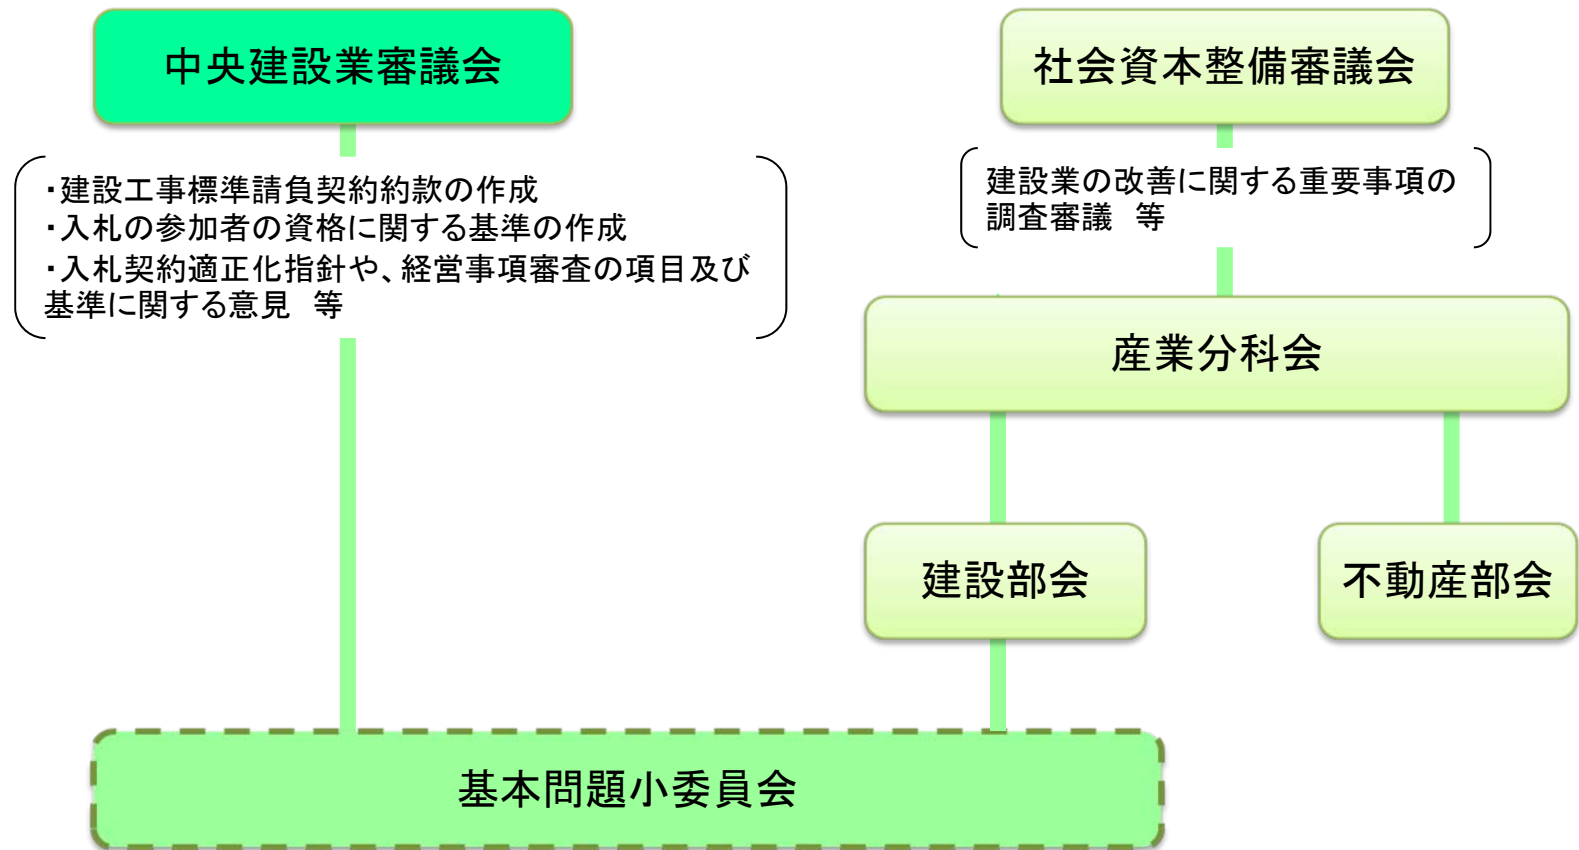 中央建設業審議会
・建設工事標準請負契約約款の作成
・入札の参加者の資格に関する基準の作成
・入札契約適正化指針や、経営事項審査の項目及び
基準に関する意見　等
社会資本整備審議会
建設業の改善に関する重要事項の
調査審議　等
産業分科会
建設部会
不動産部会
基本問題小委員会